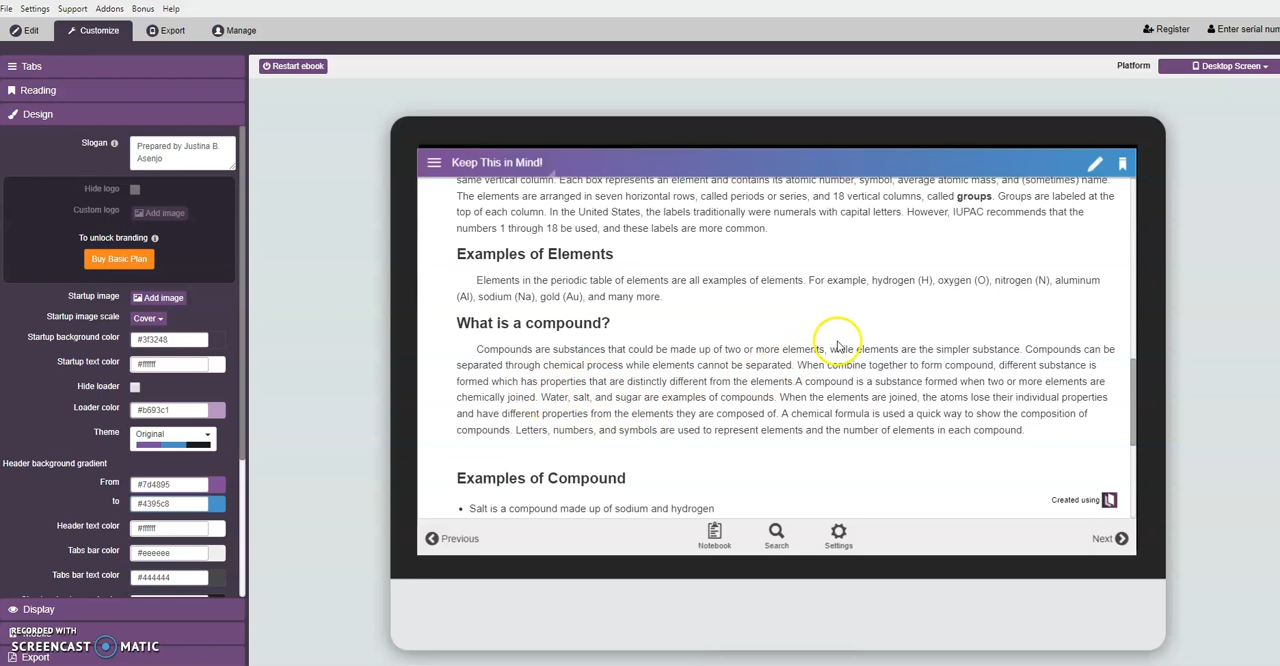 File Settings Support Addons Bonus Help
Edit Customize Export Manage Register Enter serial num
Tabs
Restart ebook Platform Desktop Screen
Reading
Design
Slogan Prepared by Justina B.
Asenjo
Hide logo
Custom logo Add image
To unlock branding
Buy Basic Plan
Startup image Add image
Startup image scale Cover
Startup background color #3f3248
Startup text color #ffffff
Hide loader
Loader color #b693c1
Theme Original
Header background gradient
From #7d4895
to #4395c8
Header text color #ffffff
Tabs bar color #eeeeee
Tabs bar text color #444444
Display
RECORDED WITH
SCREENCAST MATIC
Export
Keep This in Mind!
same vertical column. Each box represents an element and contains its atomic number, symbol, average atomic mass, and (sometimes) name.
The elements are arranged in seven horizontal rows, called periods or series, and 18 vertical columns, called groups. Groups are labeled at the
top of each column. In the United States, the labels traditionally were numerals with capital letters. However, IUPAC recommends that the
numbers 1 through 18 be used, and these labels are more common.
Examples of Elements
Elements in the periodic table of elements are all examples of elements. For example, hydrogen (H), oxygen (O), nitrogen (N), aluminum
(Al), sodium (Na), gold (Au), and many more.
What is a compound?
Compounds are substances that could be made up of two or more elements, while elements are the simpler substance. Compounds can be
separated through chemical process while elements cannot be separated. When combine together to form compound, different substance is
formed which has properties that are distinctly different from the elements.A compound is a substance formed when two or more elements are
chemically joined. Water, salt, and sugar are examples of compounds. When the elements are joined, the atoms lose their individual properties
and have different properties from the elements they are composed of. A chemical formula is used a quick way to show the composition of
compounds. Letters, numbers, and symbols are used to represent elements and the number of elements in each compound.
Examples of Compound
Created using
• Salt is a compound made up of sodium and hydrogen
Previous Notebook Search Settings Next